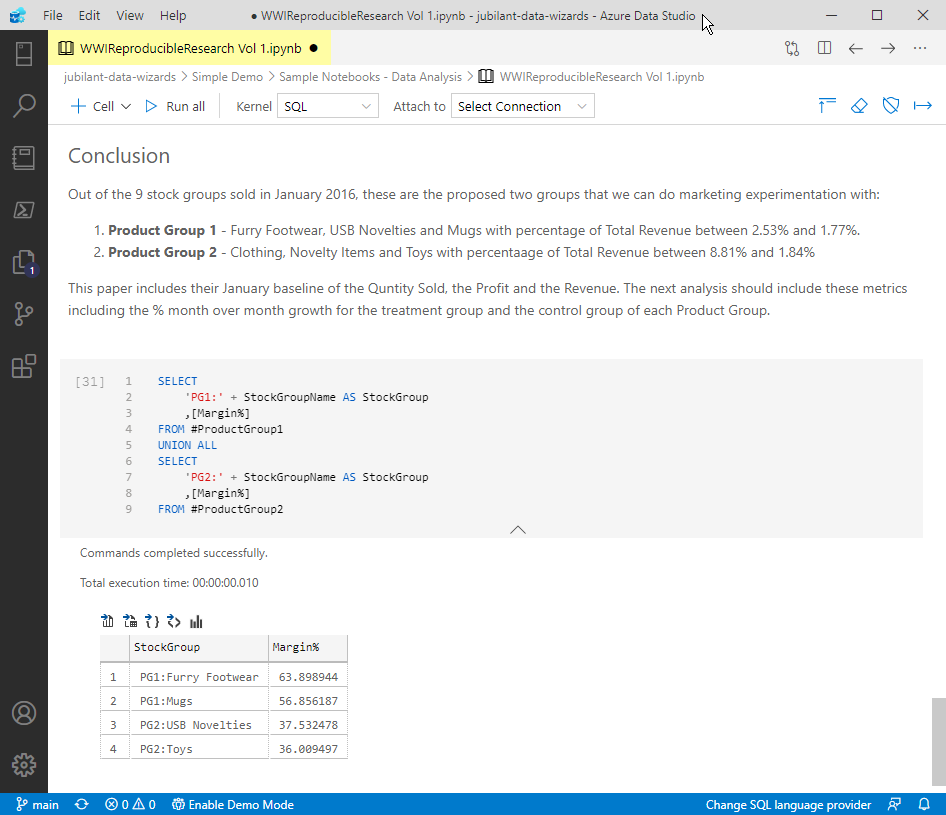 File Edit View Help ● WWIReproducibleResearch Vol 1.ipynb - jubilant-data-wizards - Azure Data Studio
WWIReproducibleResearch Vol 1.ipynb ●
jubilant-data-wizards > Simple Demo > Sample Notebooks - Data Analysis > WWIReproducibleResearch Vol 1.ipynb
Cell Run all Kernel SQL Attach to Select Connection
Conclusion
Out of the 9 stock groups sold in January 2016, these are the proposed two groups that we can do marketing experimentation with:
1. Product Group 1 - Furry Footwear, USB Novelties and Mugs with percentage of Total Revenue between 2.53% and 1.77%.
2. Product Group 2 - Clothing, Novelty Items and Toys with percentaage of Total Revenue between 8.81% and 1.84%
This paper includes their January baseline of the Quntity Sold, the Profit and the Revenue. The next analysis should include these metrics
including the % month over month growth for the treatment group and the control group of each Product Group.
1
[31] 1 SELECT
2 'PG1:' + StockGroupName AS StockGroup
3 ,[Margin%]
4 FROM #ProductGroup1
5 UNION ALL
6 SELECT
7 'PG2:' + StockGroupName AS StockGroup
8 ,[Margin%]
9 FROM #ProductGroup2
Commands completed successfully.
Total execution time: 00:00:00.010
StockGroup Margin%
1 PG1:Furry Footwear 63.898944
2 PG1:Mugs 56.856187
3 PG2:USB Novelties 37.532478
4 PG2:Toys 36.009497
main 0 0 Enable Demo Mode Change SQL language provider